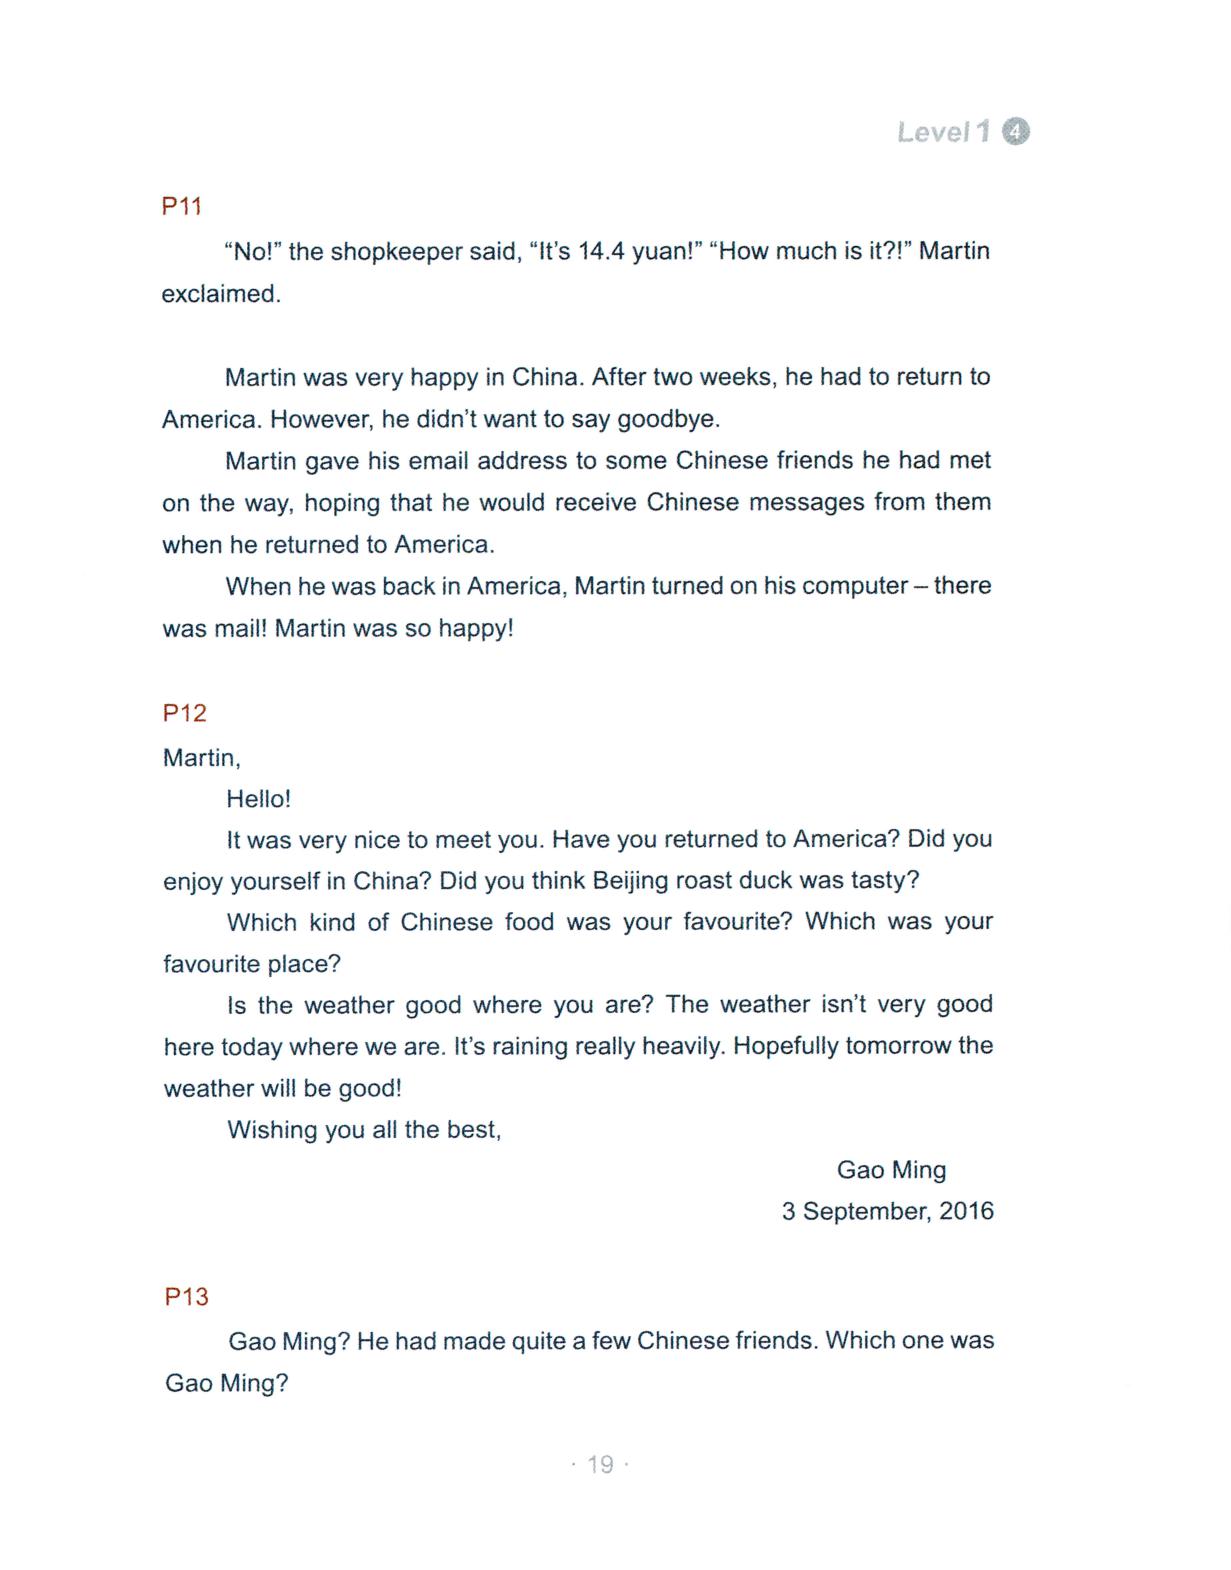 Level 1 4
P11
“No!” the shopkeeper said, “It’s 14.4 yuan!” “How much is it?!” Martin
exclaimed.
Martin was very happy in China. After two weeks, he had to return to
America. However, he didn’t want to say goodbye.
Martin gave his email address to some Chinese friends he had met
on the way, hoping that he would receive Chinese messages from them
when he returned to America.
When he was back in America, Martin turned on his computer – there
was mail! Martin was so happy!
P12
Martin,
Hello!
It was very nice to meet you. Have you returned to America? Did you
enjoy yourself in China? Did you think Beijing roast duck was tasty?
Which kind of Chinese food was your favourite? Which was your
favourite place?
Is the weather good where you are? The weather isn’t very good
here today where we are. It’s raining really heavily. Hopefully tomorrow the
weather will be good!
Wishing you all the best,
Gao Ming
3 September, 2016
P13
Gao Ming? He had made quite a few Chinese friends. Which one was
Gao Ming?
· 19 ·